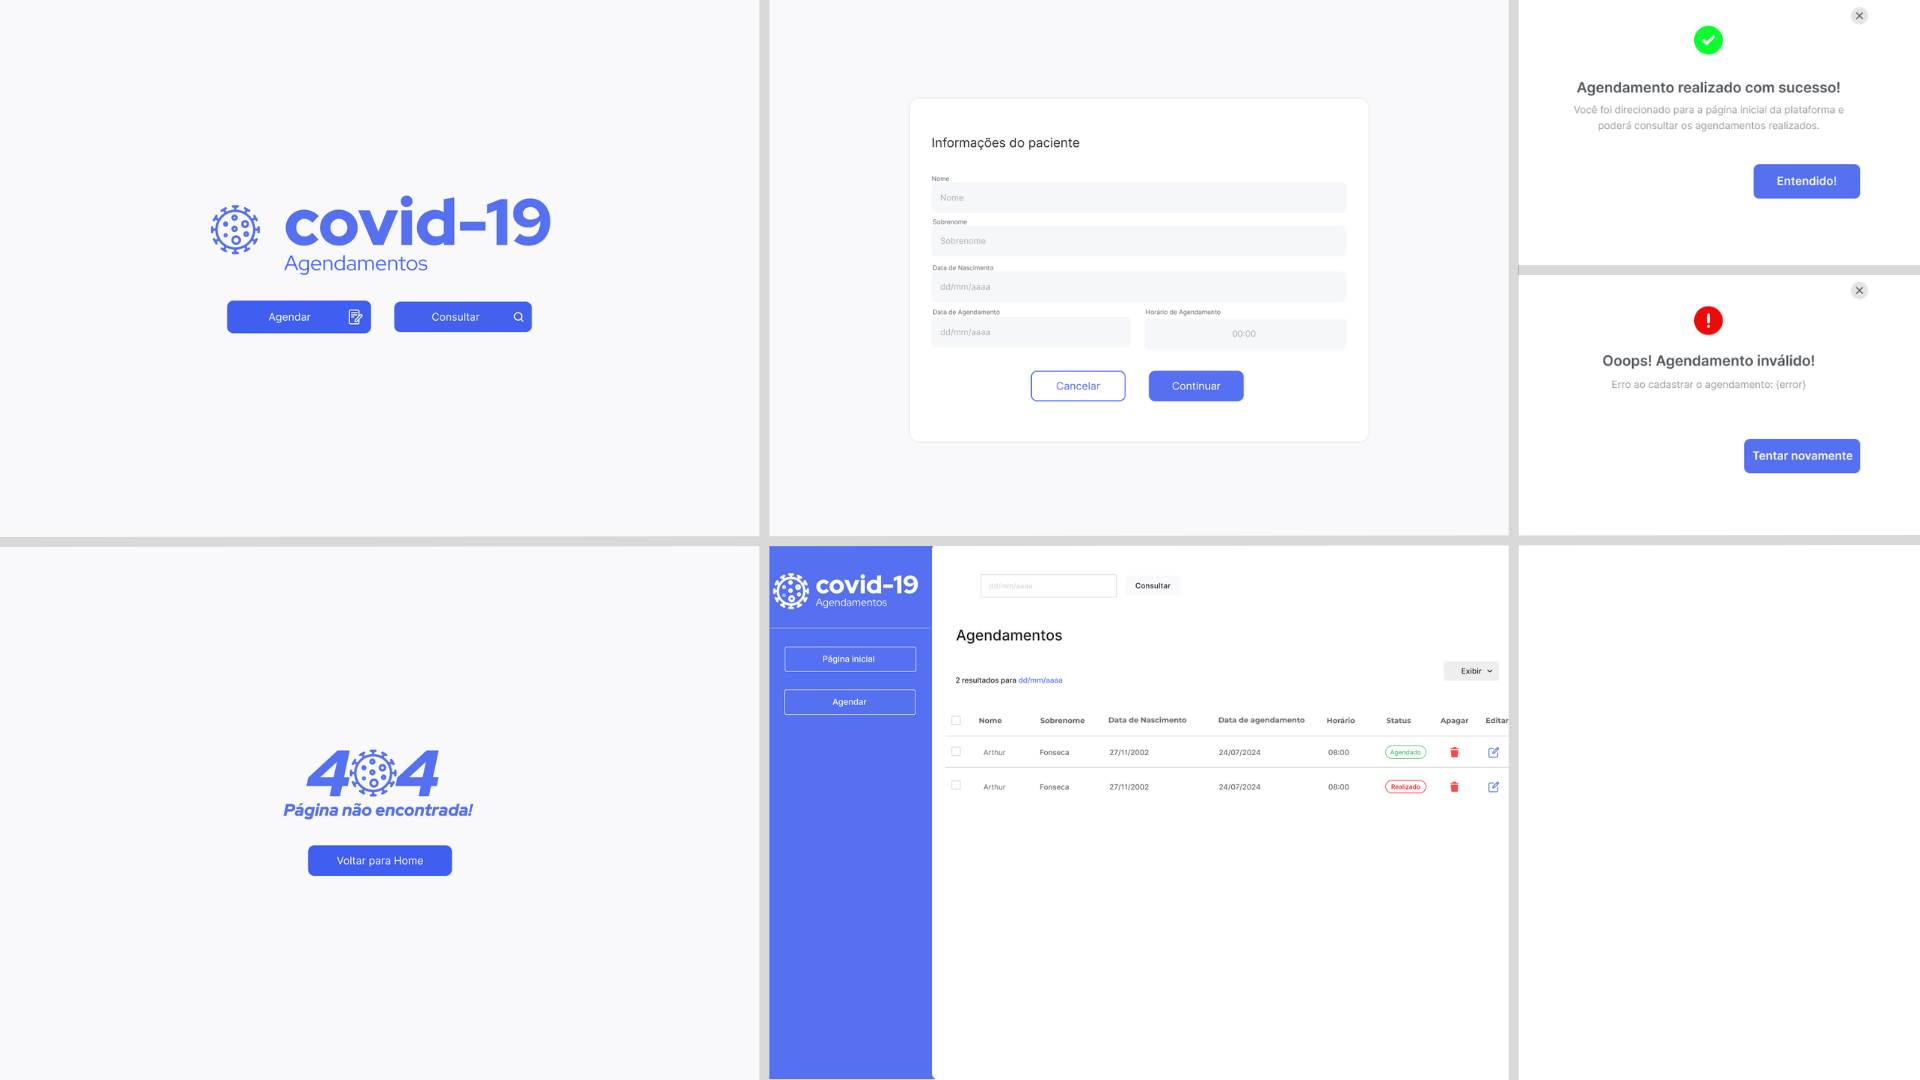 covid-19
Agendamentos
Agendar
Consultar
Informações do paciente
Nome
Nome
Sobrenome
Sobrenome
Data de Nascimento
dd/mm/aaaa
Data de Agendamento
Horário de Agendamento
dd/mm/aaaa
00:00
Cancelar
Continuar
Agendamento realizado com sucesso!
Você foi direcionado para a página inicial da plataforma e
poderá consultar os agendamentos realizados.
Entendido!
Ooops! Agendamento inválido!
Erro ao cadastrar o agendamento: {error}
Tentar novamente
404
Página não encontrada!
Voltar para Home
covid-19
Agendamentos
Página inicial
Agendar
dd/mm/aaaa
Consultar
Agendamentos
Exibir
2 resultados para dd/mm/aaaa
Nome Sobrenome Data de Nascimento Data de agendamento Horário Status Apagar Editar
Arthur Fonseca 27/11/2002 24/07/2024 08:00 Agendado
Arthur Fonseca 27/11/2002 24/07/2024 08:00 Realizado